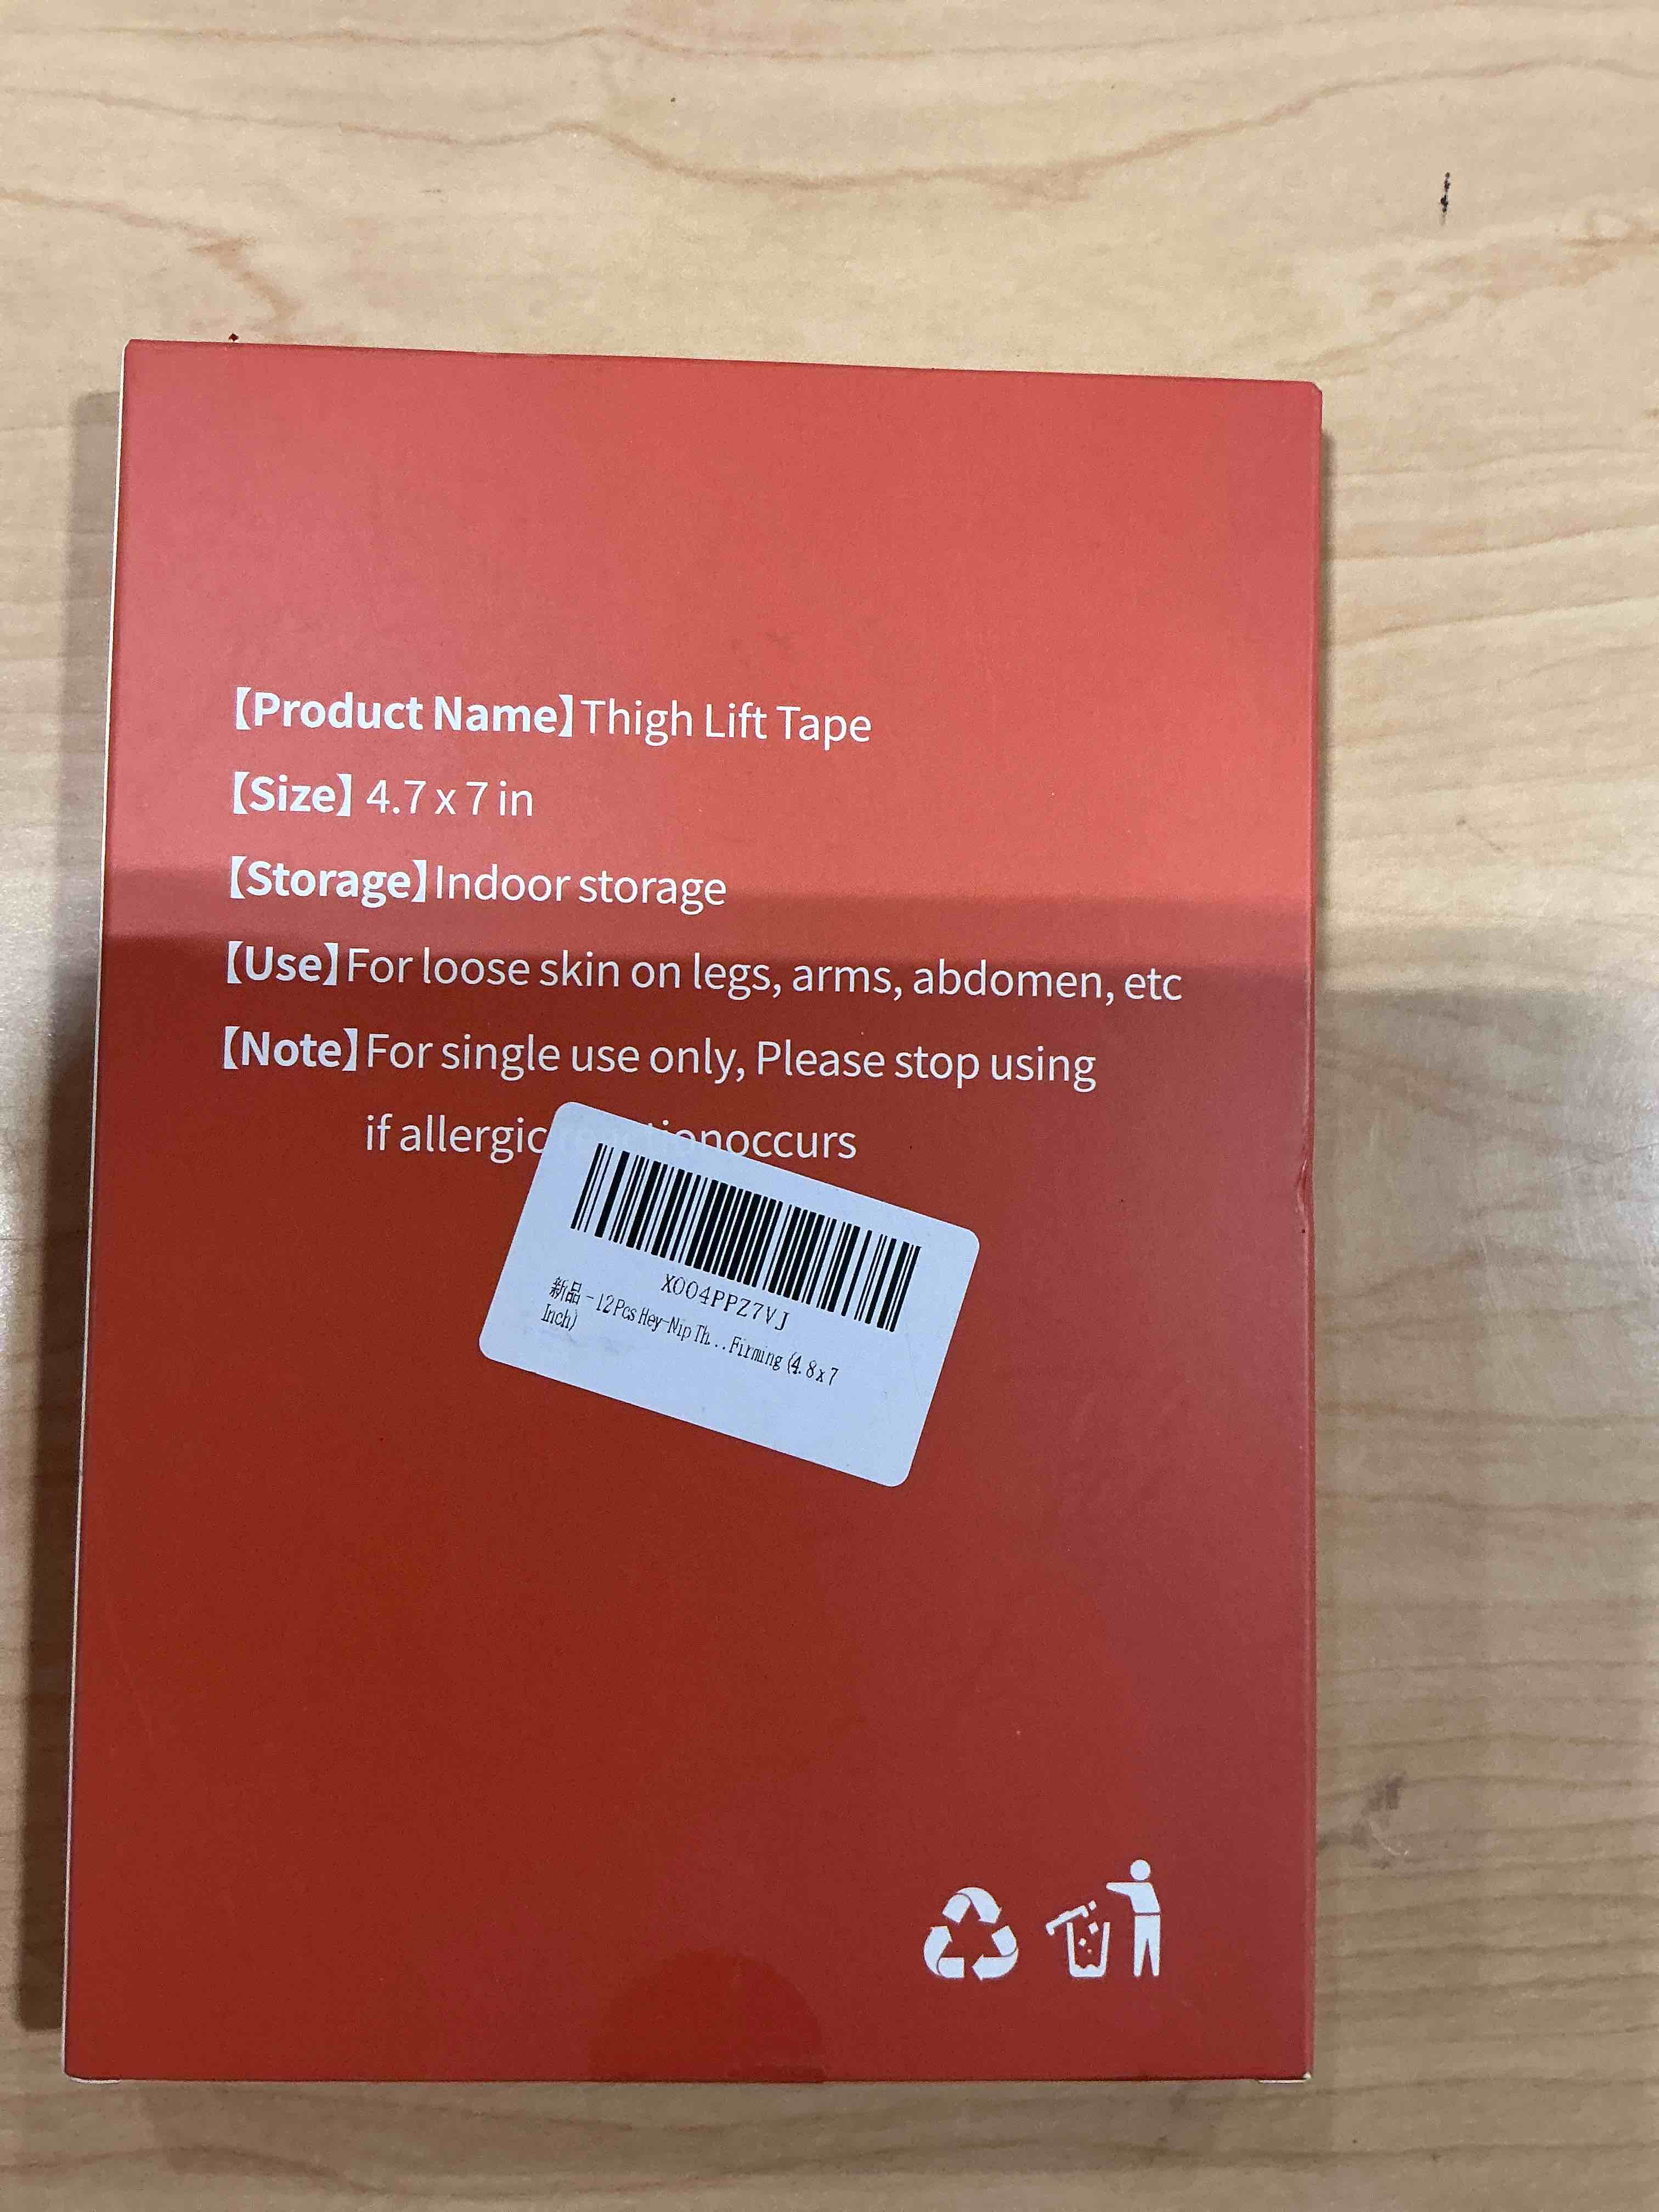 【Product Name】Thigh Lift Tape
【Size】4.7 x 7 in
【Storage】Indoor storage
【Use】For loose skin on legs, arms, abdomen, etc
【Note】For single use only, Please stop using
if allergic reactionoccurs
X004PPZ7VJ
新品 - 12Pcs Hey-Nip Th...Firming (4.8 x 7
Inch)